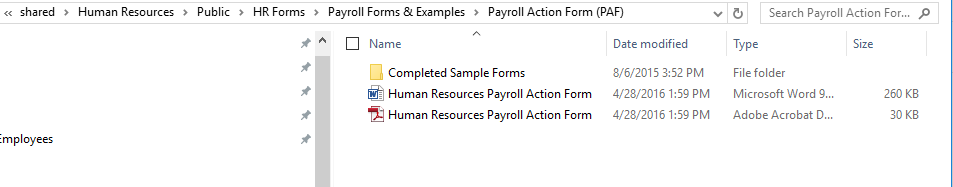 « shared > Human Resources > Public > HR Forms > Payroll Forms & Examples > Payroll Action Form (PAF)
Search Payroll Action For...
Name Date modified Type Size
Completed Sample Forms 8/6/2015 3:52 PM File folder
Human Resources Payroll Action Form 4/28/2016 1:59 PM Microsoft Word 9... 260 KB
Human Resources Payroll Action Form 4/28/2016 1:59 PM Adobe Acrobat D... 30 KB
Employees